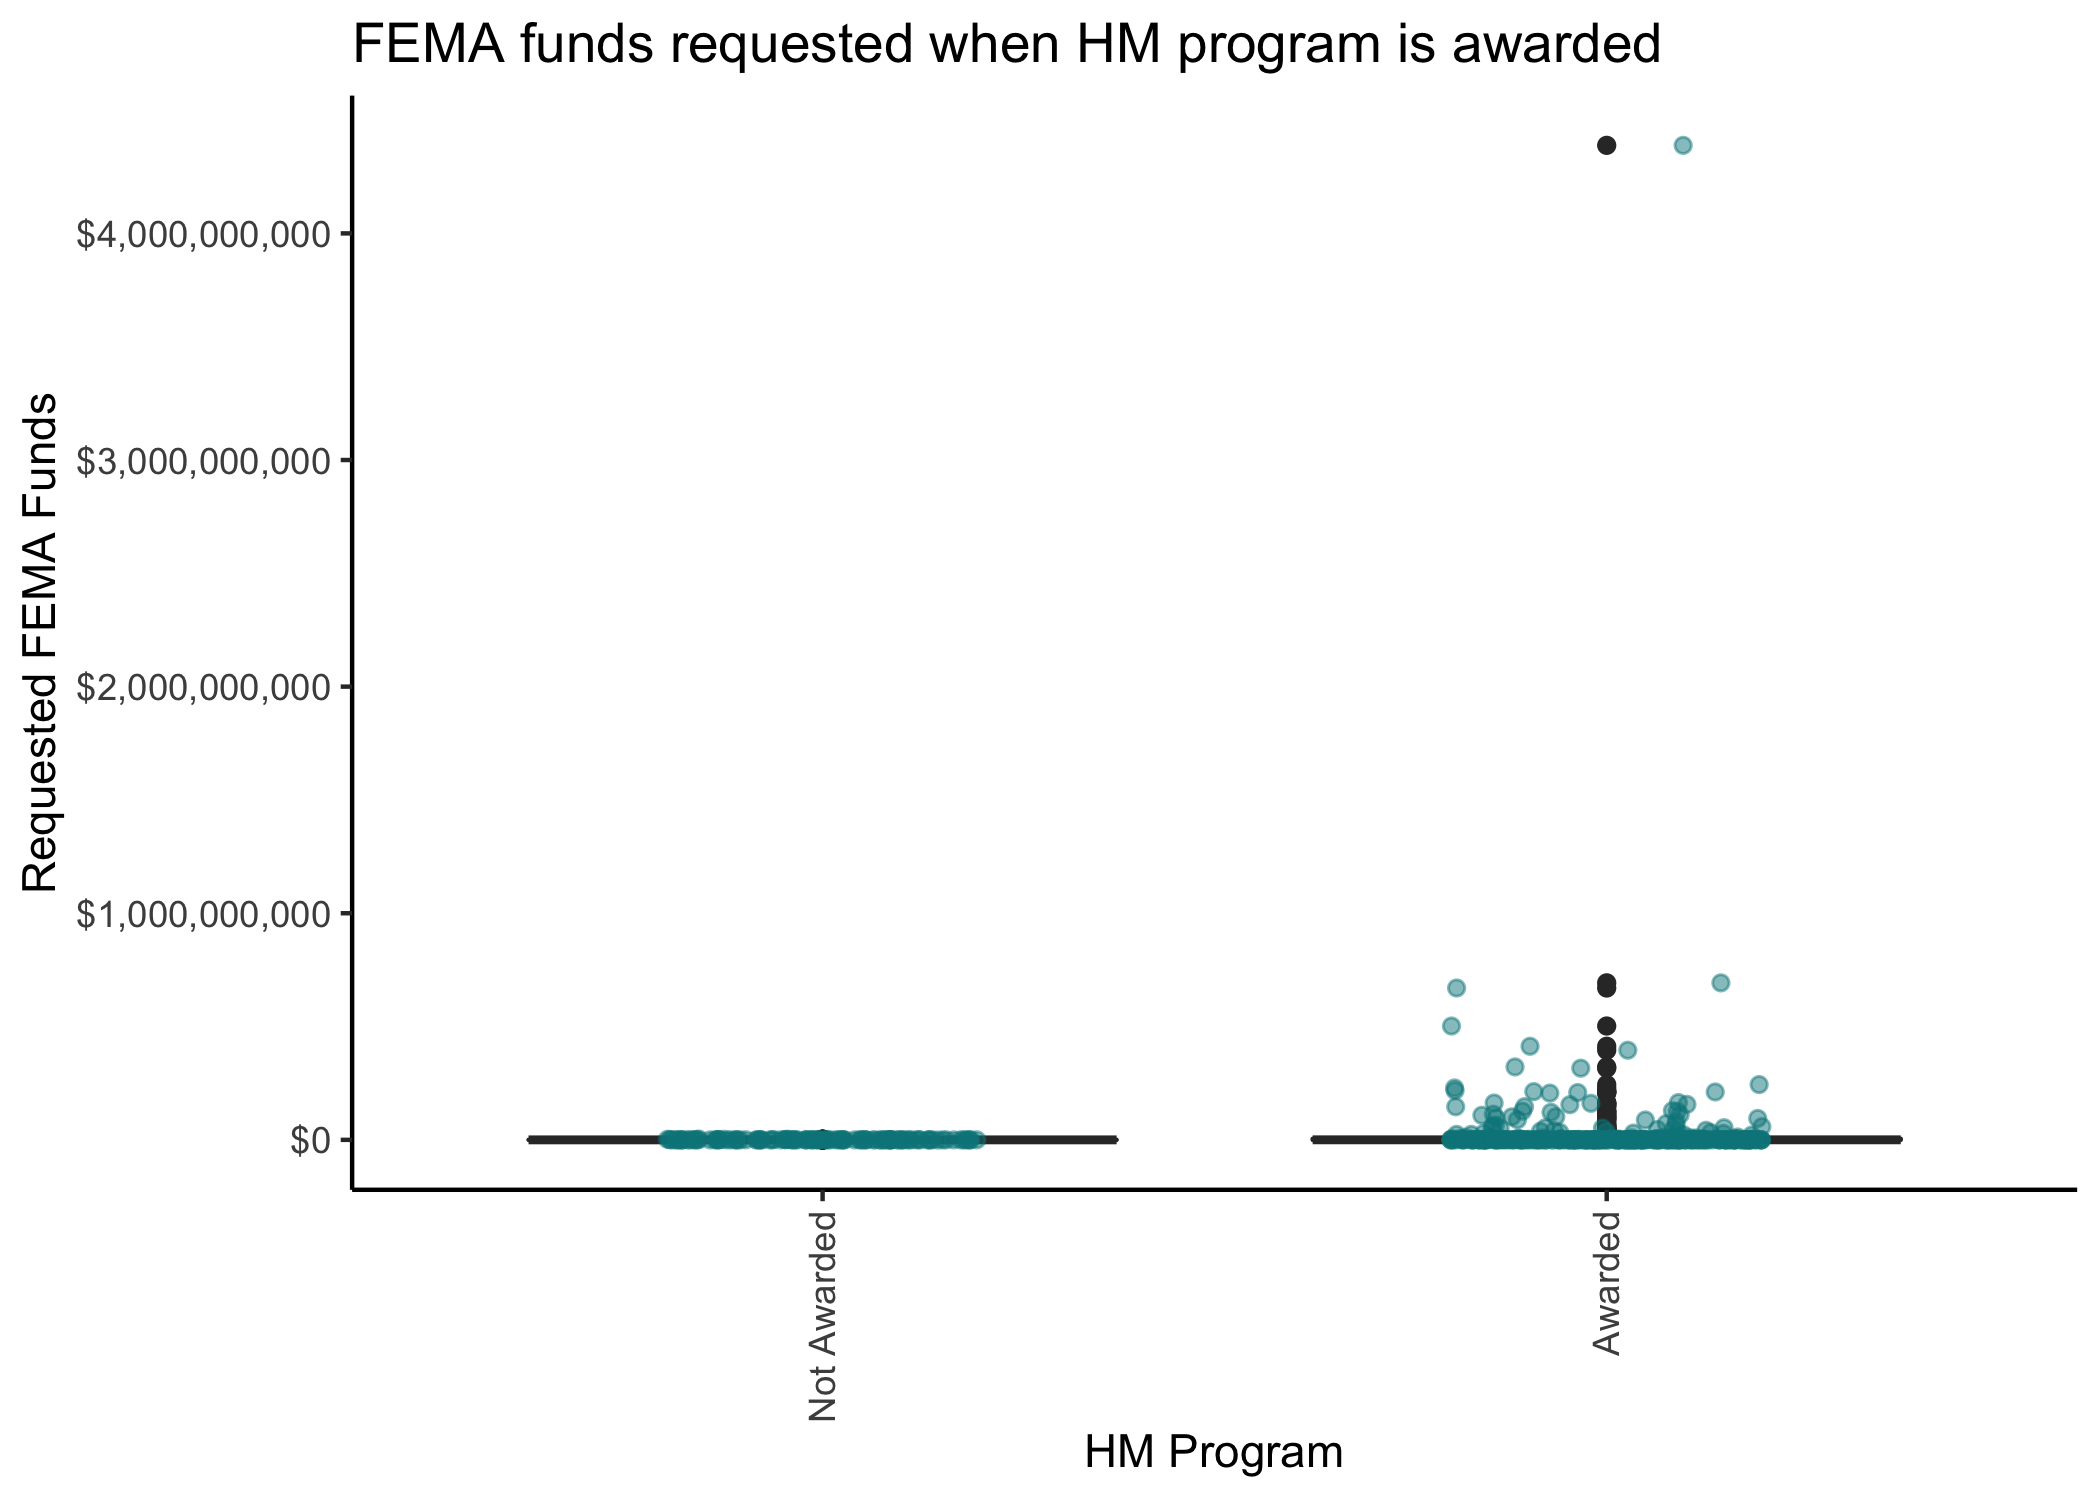 FEMA funds requested when HM program is awarded
Requested FEMA Funds
$4,000,000,000
$3,000,000,000
$2,000,000,000
$1,000,000,000
$0
Not Awarded
Awarded
HM Program